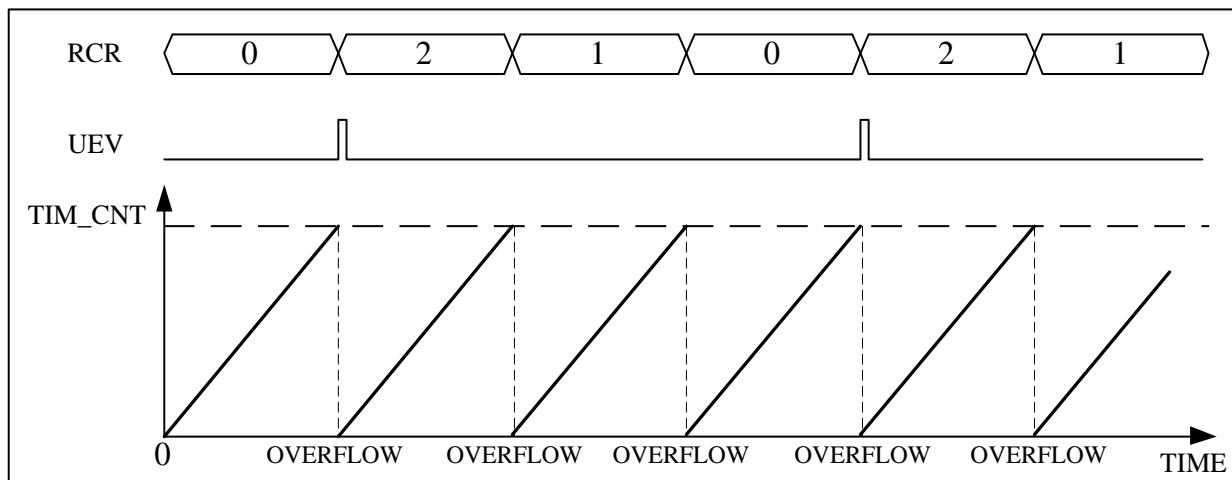 RCR 0 2 1 0 2 1
UEV
TIM_CNT
0 OVERFLOW OVERFLOW OVERFLOW OVERFLOW OVERFLOW TIME